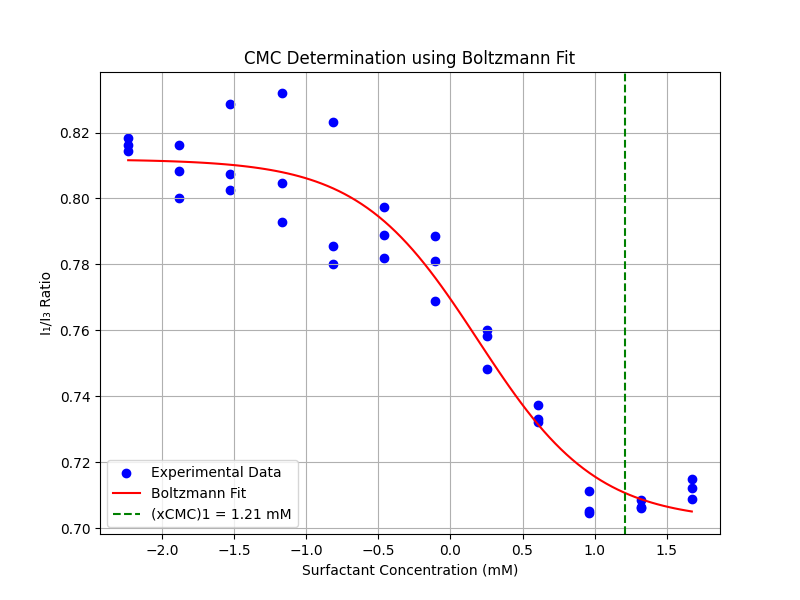 CMC Determination using Boltzmann Fit
I₁/I₃ Ratio
0.82
0.80
0.78
0.76
0.74
0.72
0.70
Experimental Data
Boltzmann Fit
(xCMC)1 = 1.21 mM
−2.0 −1.5 −1.0 −0.5 0.0 0.5 1.0 1.5
Surfactant Concentration (mM)